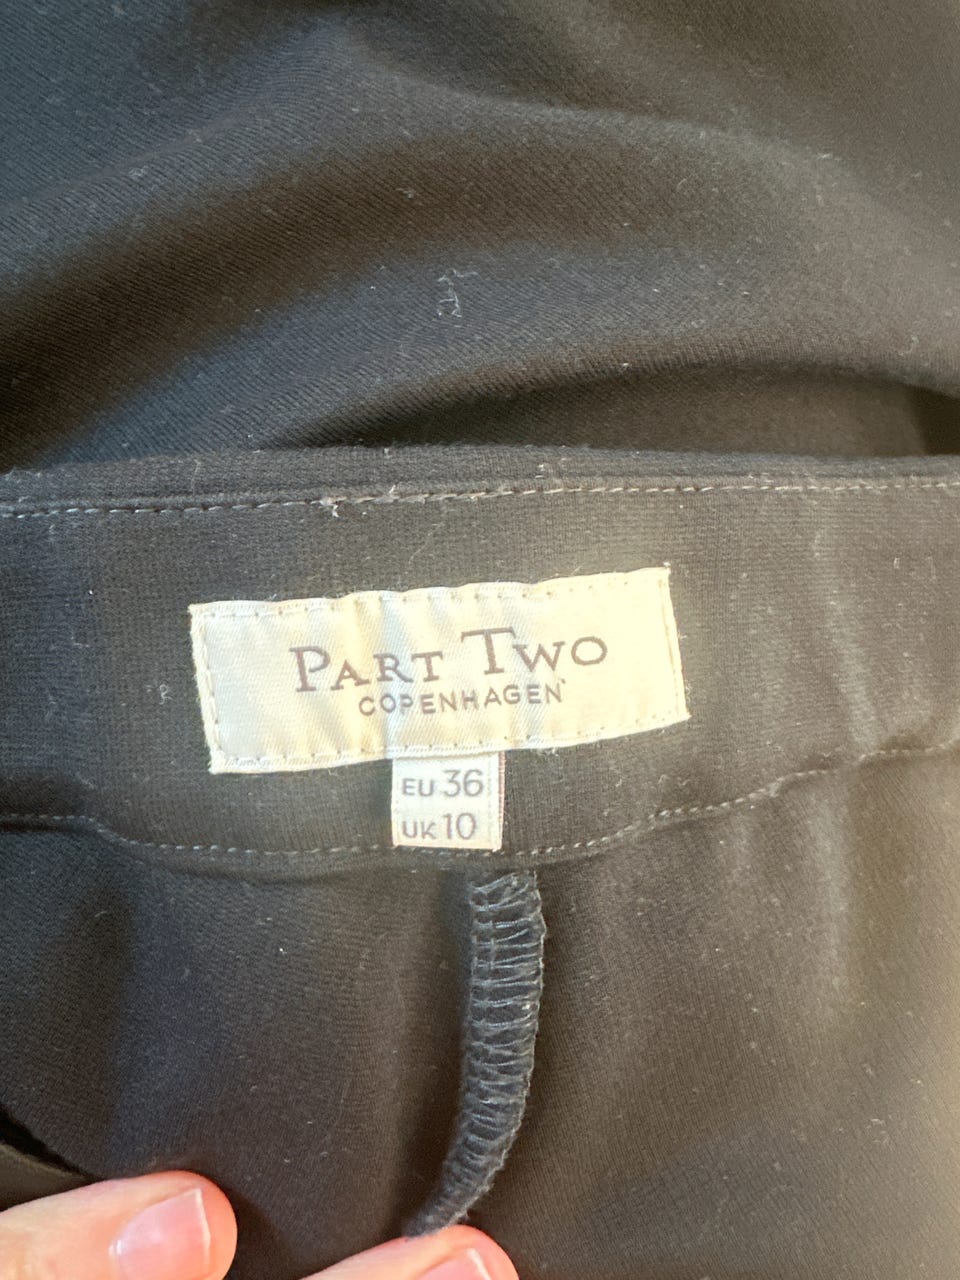 PART TWO
COPENHAGEN
EU 36
UK 10